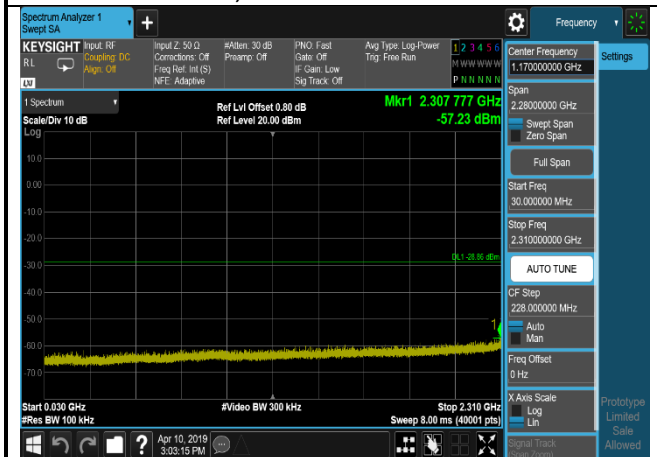 Spectrum Analyzer 1
Swept SA
+
Frequency
KEYSIGHT
RL
LV
Input: RF
Coupling: DC
Align: Off
Input Z: 50 Ω
Corrections: Off
Freq Ref: Int (S)
NFE: Adaptive
#Atten: 30 dB
Preamp: Off
PNO: Fast
Gate: Off
IF Gain: Low
Sig Track: Off
Avg Type: Log-Power
Trig: Free Run
1 2 3 4 5 6
M W W W W W
P N N N N N
1 Spectrum
Scale/Div 10 dB
Log
Ref Lvl Offset 0.80 dB
Ref Level 20.00 dBm
Mkr1 2.307 777 GHz
-57.23 dBm
10.0
0.00
-10.0
-20.0
-30.0
-40.0
-50.0
-60.0
-70.0
DL1 -28.86 dBm
1
Start 0.030 GHz
#Res BW 100 kHz
#Video BW 300 kHz
Stop 2.310 GHz
Sweep 8.00 ms (40001 pts)
?
Apr 10, 2019
3:03:15 PM
Center Frequency
1.170000000 GHz
Settings
Span
2.28000000 GHz
Swept Span
Zero Span
Full Span
Start Freq
30.000000 MHz
Stop Freq
2.310000000 GHz
AUTO TUNE
CF Step
228.000000 MHz
Auto
Man
Freq Offset
0 Hz
X Axis Scale
Log
Lin
Signal Track
(Span Zoom)
Prototype
Limited
Sale
Allowed